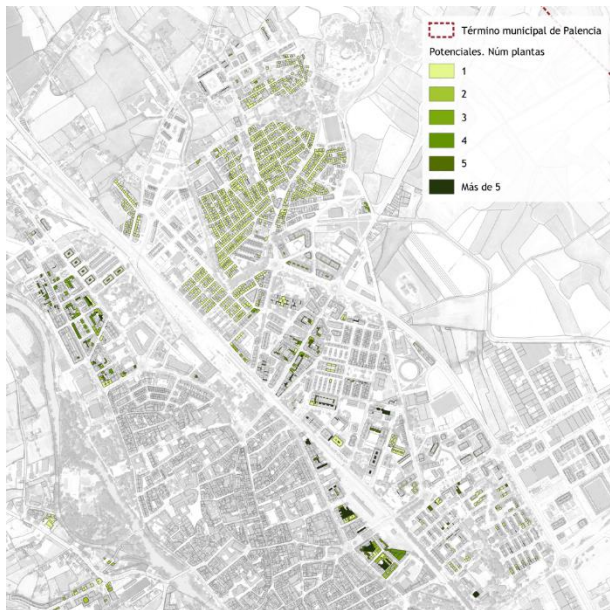 Término municipal de Palencia
Potenciales. Núm plantas
1
2
3
4
5
Más de 5